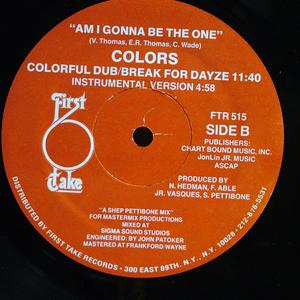 "AM I GONNA BE THE ONE"
(V. Thomas, E.R. Thomas, C. Wade)
COLORS
COLORFUL DUB/BREAK FOR DAYZE 11:40
INSTRUMENTAL VERSION 4:58
First
Take
FTR 515
SIDE B
PUBLISHERS:
CHART BOUND MUSIC, INC.
JonLin JR. MUSIC
ASCAP
PRODUCED BY
N. HEDMAN, F. ABLE
JR. VASQUES, S. PETTIBONE
"A SHEP PETTIBONE MIX"
FOR MASTERMIX PRODUCTIONS
MIXED AT
SIGMA SOUND STUDIOS
ENGINEERED: BY JOHN PATOKER
MASTERED AT FRANKFORD/WAYNE
DISTRIBUTED BY FIRST TAKE RECORDS - 300 EAST 89TH. N.Y., N.Y. 10028 - 212-876-5531